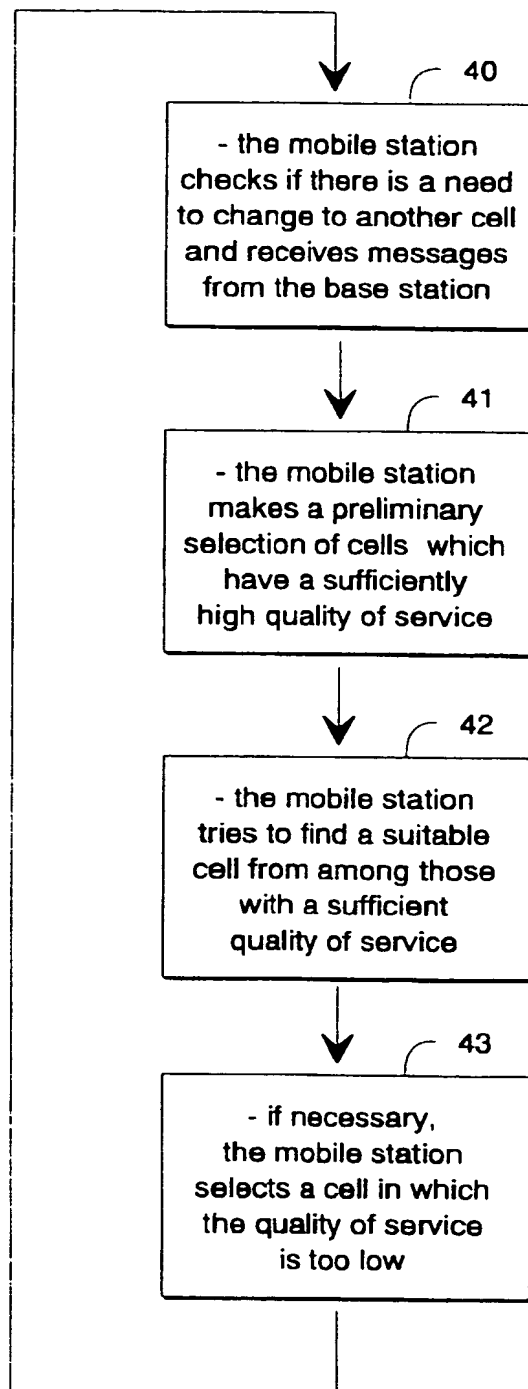 40
- the mobile station
checks if there is a need
to change to another cell
and receives messages
from the base station
41
- the mobile station
makes a preliminary
selection of cells which
have a sufficiently
high quality of service
42
- the mobile station
tries to find a suitable
cell from among those
with a sufficient
quality of service
43
- if necessary,
the mobile station
selects a cell in which
the quality of service
is too low